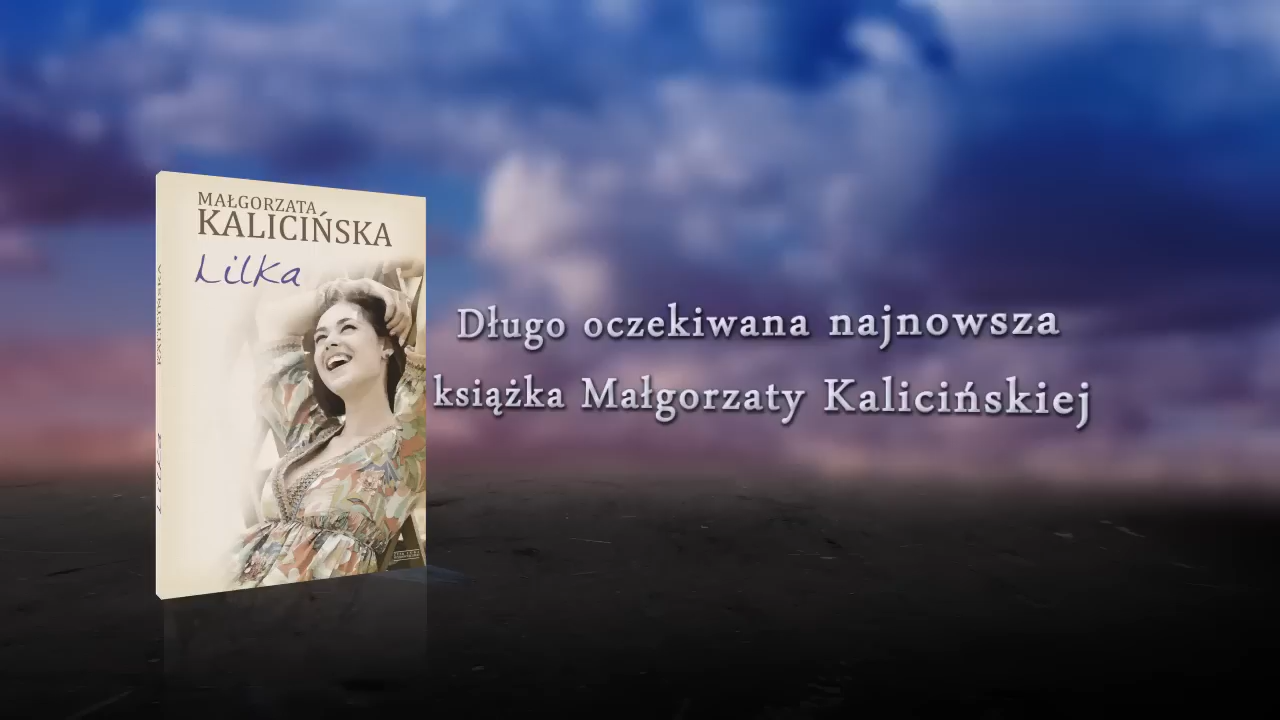 MAŁGORZATA
KALICIŃSKA
Lilka
KALICIŃSKA
Lilka
Długo oczekiwana najnowsza
książka Małgorzaty Kalicińskiej